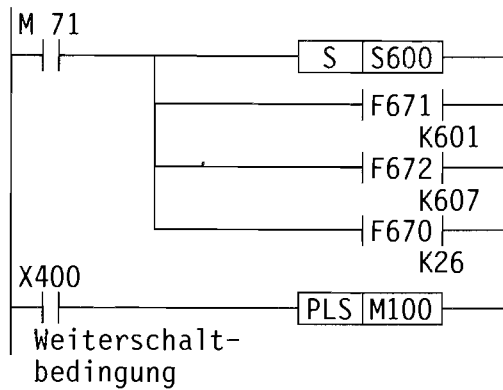 M 71
S S600
F671
K601
F672
K607
F670
K26
X400
PLS M100
Weiterschalt-
bedingung